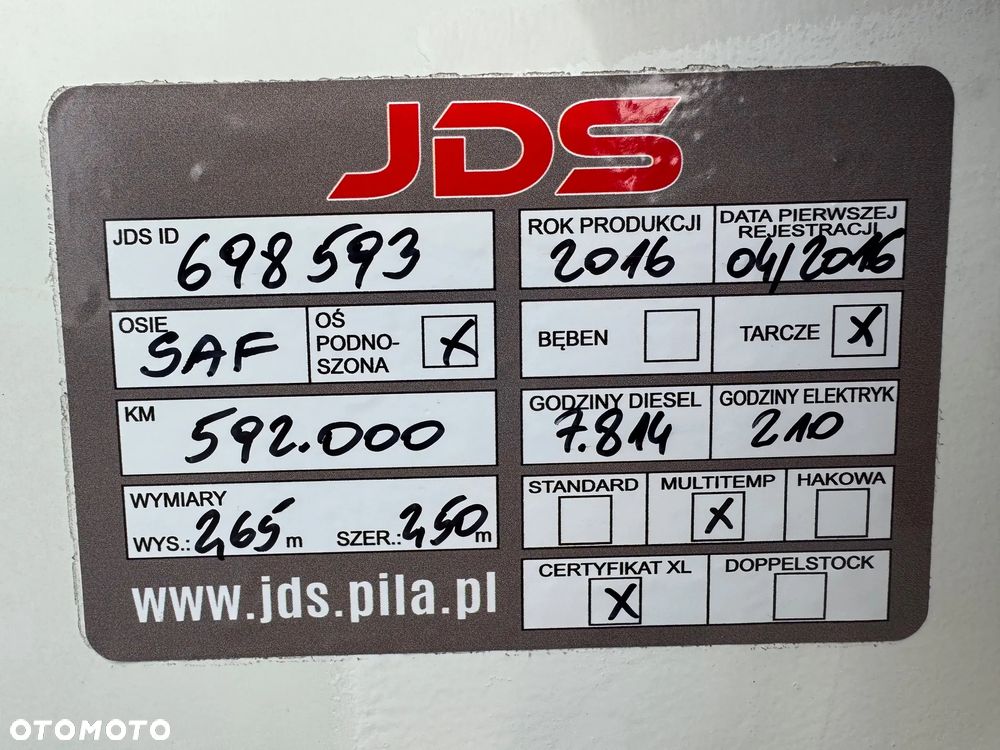 JDS
JDS ID 698593
ROK PRODUKCJI 2016
DATA PIERWSZEJ REJESTRACJI 04/2016
OSIE SAF
OŚ PODNO-
SZONA X
BĘBEN
TARCZE X
KM 592.000
GODZINY DIESEL 7.814
GODZINY ELEKTRYK 210
WYMIARY
WYS.: 2,65 m SZER.: 2,50 m
STANDARD
MULTITEMP X
HAKOWA
CERTYFIKAT XL X
DOPPELSTOCK
www.jds.pila.pl
OTOMOTO